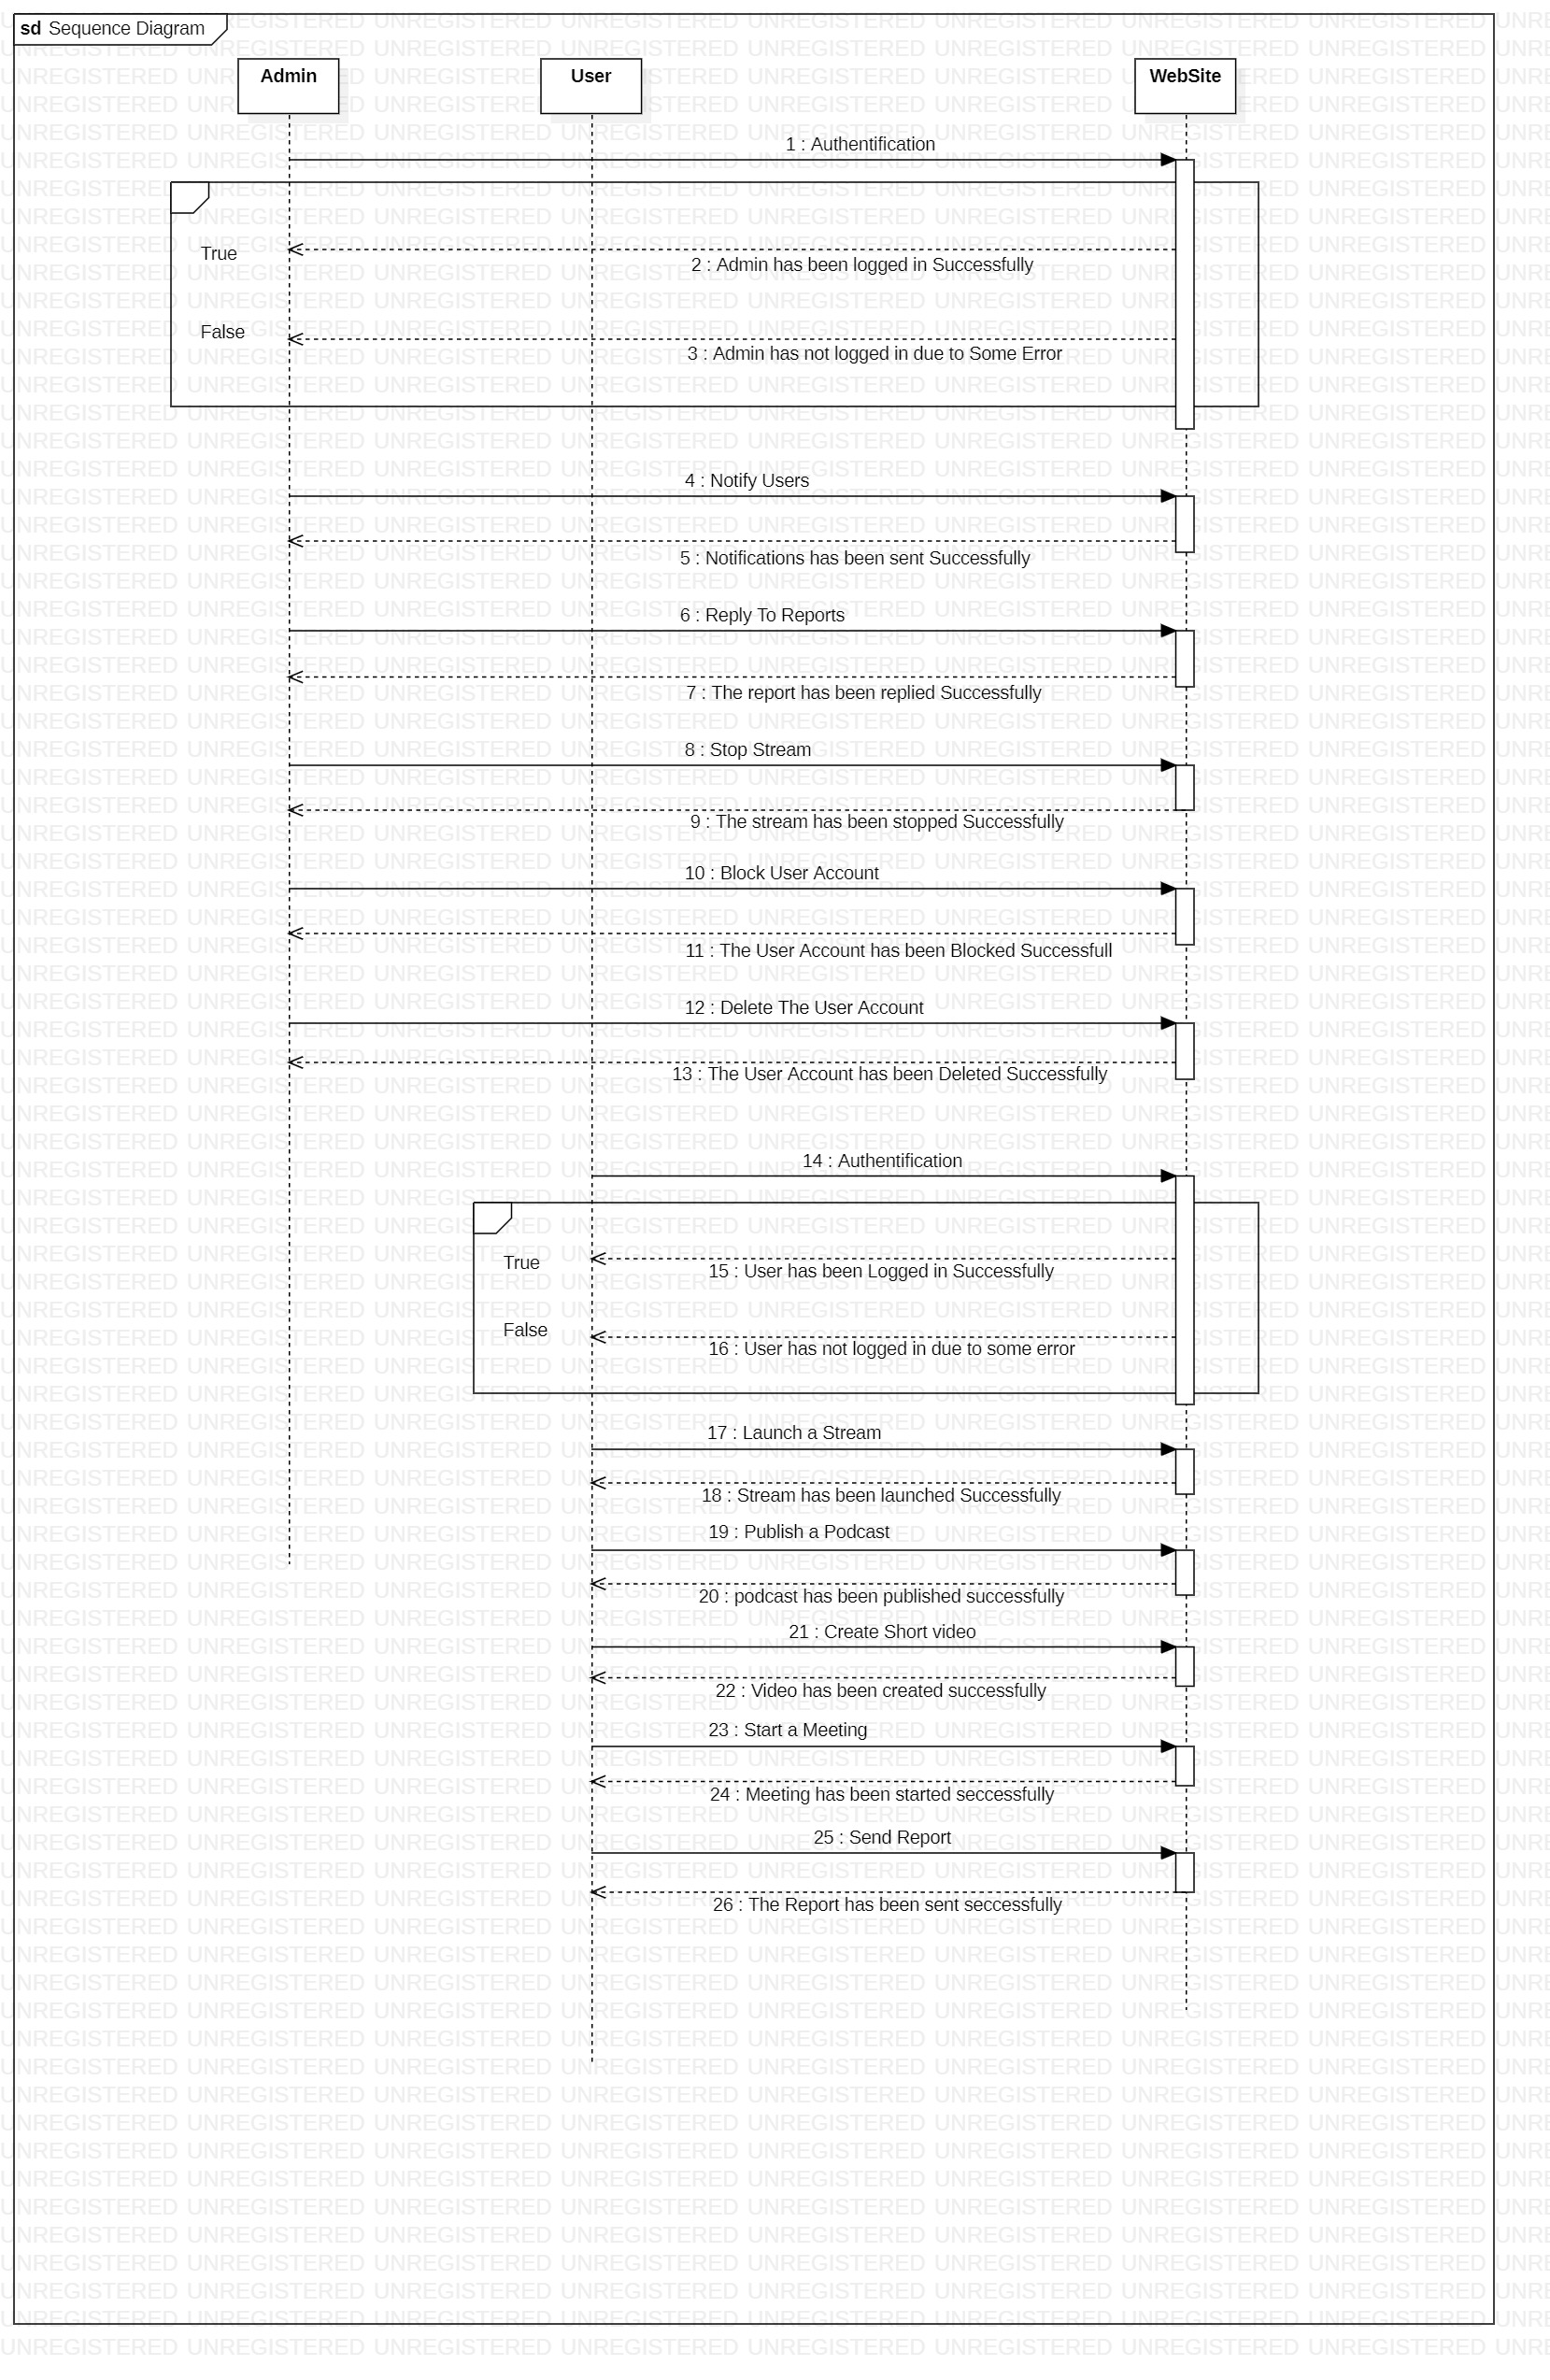 sd Sequence Diagram
Admin
User
WebSite
1 : Authentification
True
2 : Admin has been logged in Successfully
False
3 : Admin has not logged in due to Some Error
4 : Notify Users
5 : Notifications has been sent Successfully
6 : Reply To Reports
7 : The report has been replied Successfully
8 : Stop Stream
9 : The stream has been stopped Successfully
10 : Block User Account
11 : The User Account has been Blocked Successfull
12 : Delete The User Account
13 : The User Account has been Deleted Successfully
14 : Authentification
True
15 : User has been Logged in Successfully
False
16 : User has not logged in due to some error
17 : Launch a Stream
18 : Stream has been launched Successfully
19 : Publish a Podcast
20 : podcast has been published successfully
21 : Create Short video
22 : Video has been created successfully
23 : Start a Meeting
24 : Meeting has been started seccessfully
25 : Send Report
26 : The Report has been sent seccessfully
UNREGISTERED